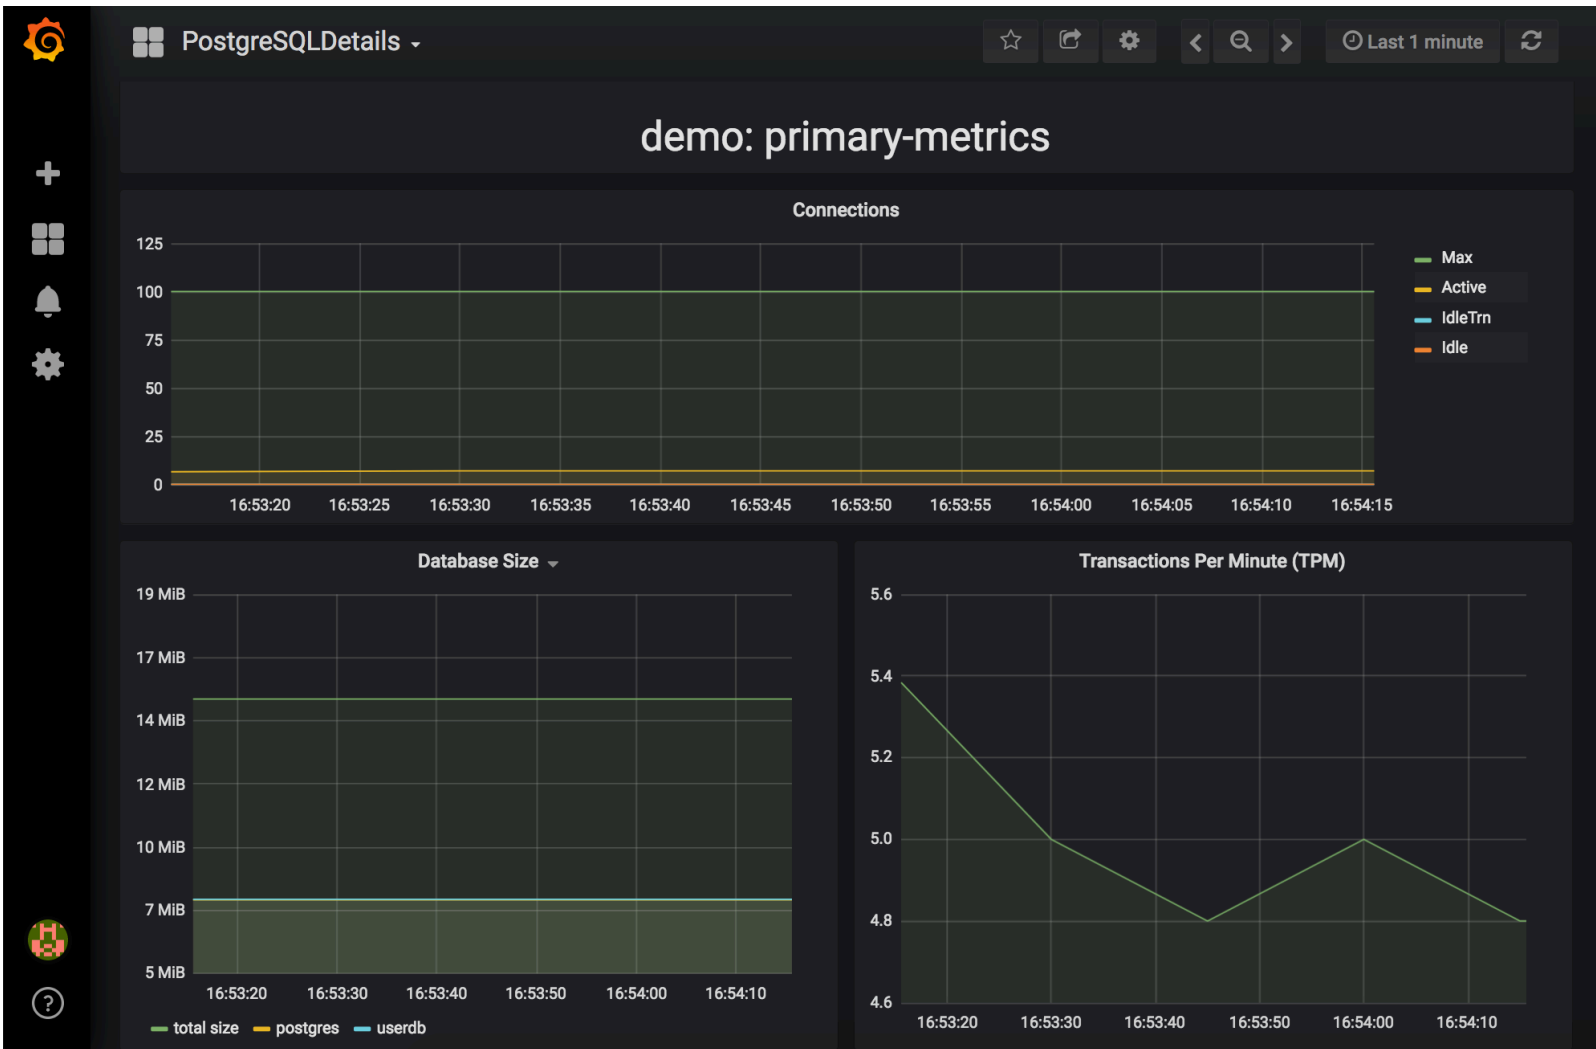 PostgreSQLDetails
Last 1 minute
demo: primary-metrics
Connections
125
100
75
50
25
0
16:53:20 16:53:25 16:53:30 16:53:35 16:53:40 16:53:45 16:53:50 16:53:55 16:54:00 16:54:05 16:54:10 16:54:15
Max
Active
IdleTrn
Idle
Database Size
19 MiB
17 MiB
14 MiB
12 MiB
10 MiB
7 MiB
5 MiB
16:53:20 16:53:30 16:53:40 16:53:50 16:54:00 16:54:10
total size postgres userdb
Transactions Per Minute (TPM)
5.6
5.4
5.2
5.0
4.8
4.6
16:53:20 16:53:30 16:53:40 16:53:50 16:54:00 16:54:10